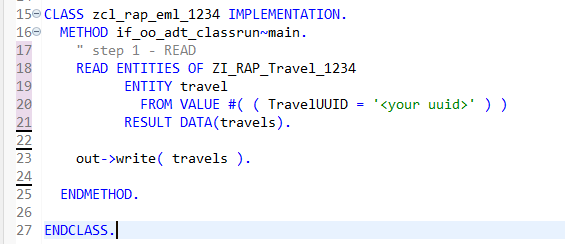 15 CLASS zcl_rap_eml_1234 IMPLEMENTATION.
16 METHOD if_oo_adt_classrun~main.
17 " step 1 - READ
18 READ ENTITIES OF ZI_RAP_Travel_1234
19 ENTITY travel
20 FROM VALUE #( ( TravelUUID = '<your uuid>' ) )
21 RESULT DATA(travels).
22
23 out->write( travels ).
24
25 ENDMETHOD.
26
27 ENDCLASS.